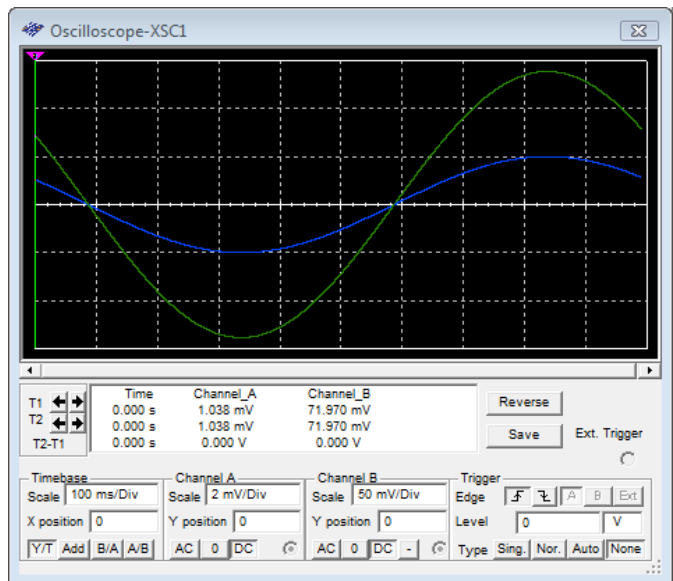 Oscilloscope-XSC1
Time Channel_A Channel_B
T1 0.000 s 1.038 mV 71.970 mV
T2 0.000 s 1.038 mV 71.970 mV
T2-T1 0.000 s 0.000 V 0.000 V
Reverse
Save
Ext. Trigger
Timebase
Scale 100 ms/Div
X position 0
Y/T Add B/A A/B
Channel A
Scale 2 mV/Div
Y position 0
AC 0 DC
Channel B
Scale 50 mV/Div
Y position 0
AC 0 DC -
Trigger
Edge A B Ext
Level 0 V
Type Sing. Nor. Auto None